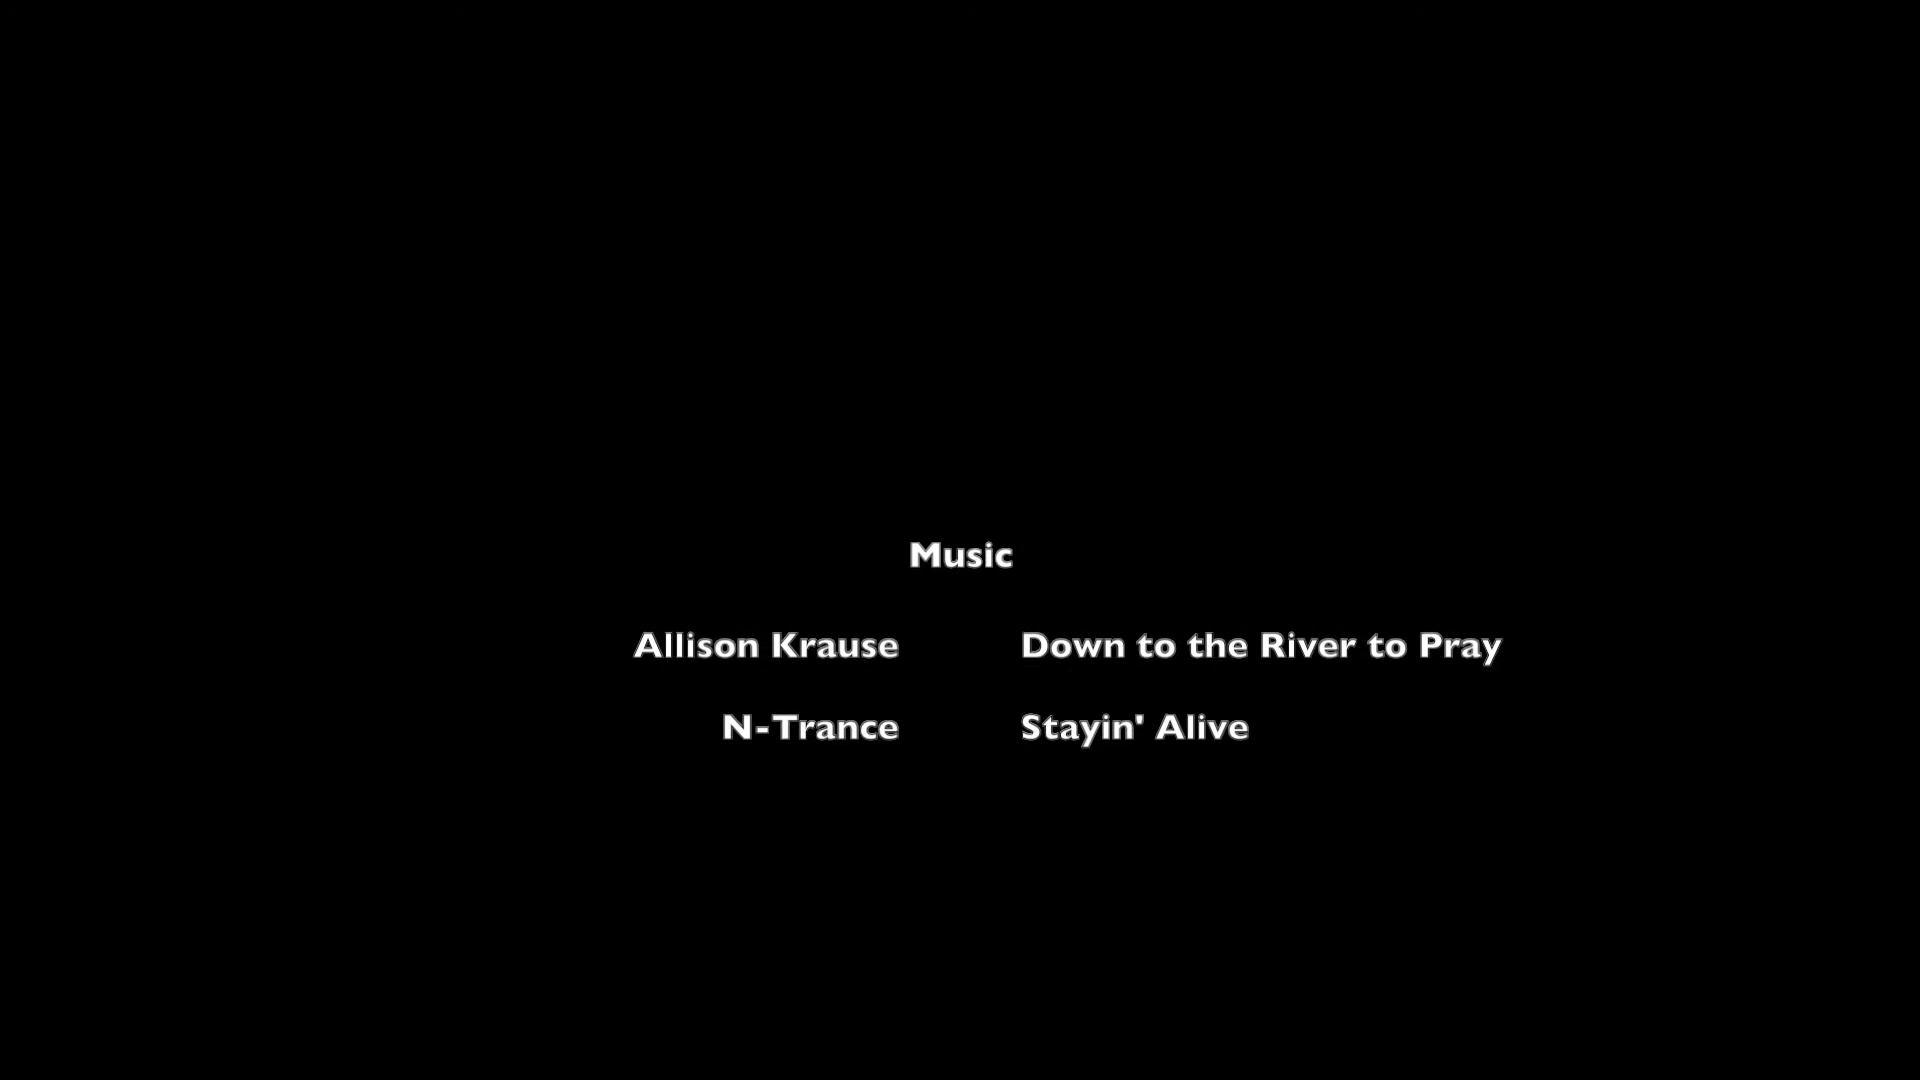 Music
Allison Krause Down to the River to Pray
N-Trance Stayin' Alive